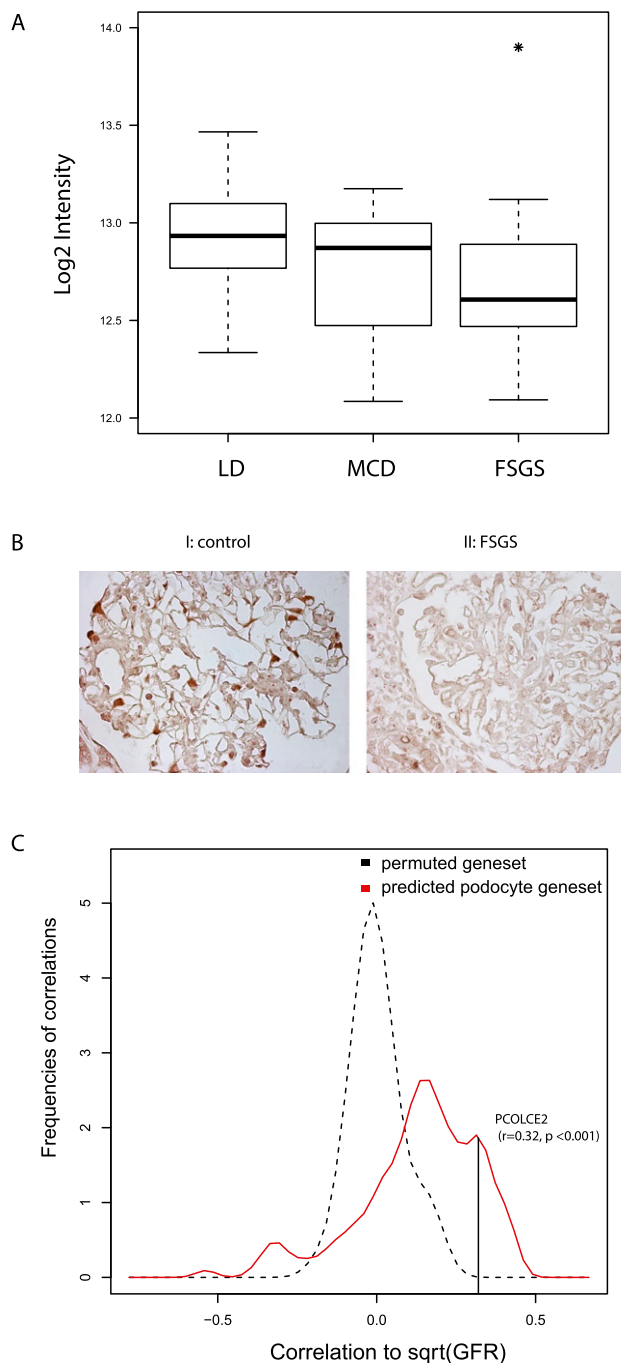 A
14.0
13.5
13.0
12.5
12.0
Log2 Intensity
LD MCD FSGS
B
I: control II: FSGS
C
permuted geneset
predicted podocyte geneset
5
4
3
2
1
0
Frequencies of correlations
PCOLCE2
(r=0.32, p <0.001)
−0.5 0.0 0.5
Correlation to sqrt(GFR)